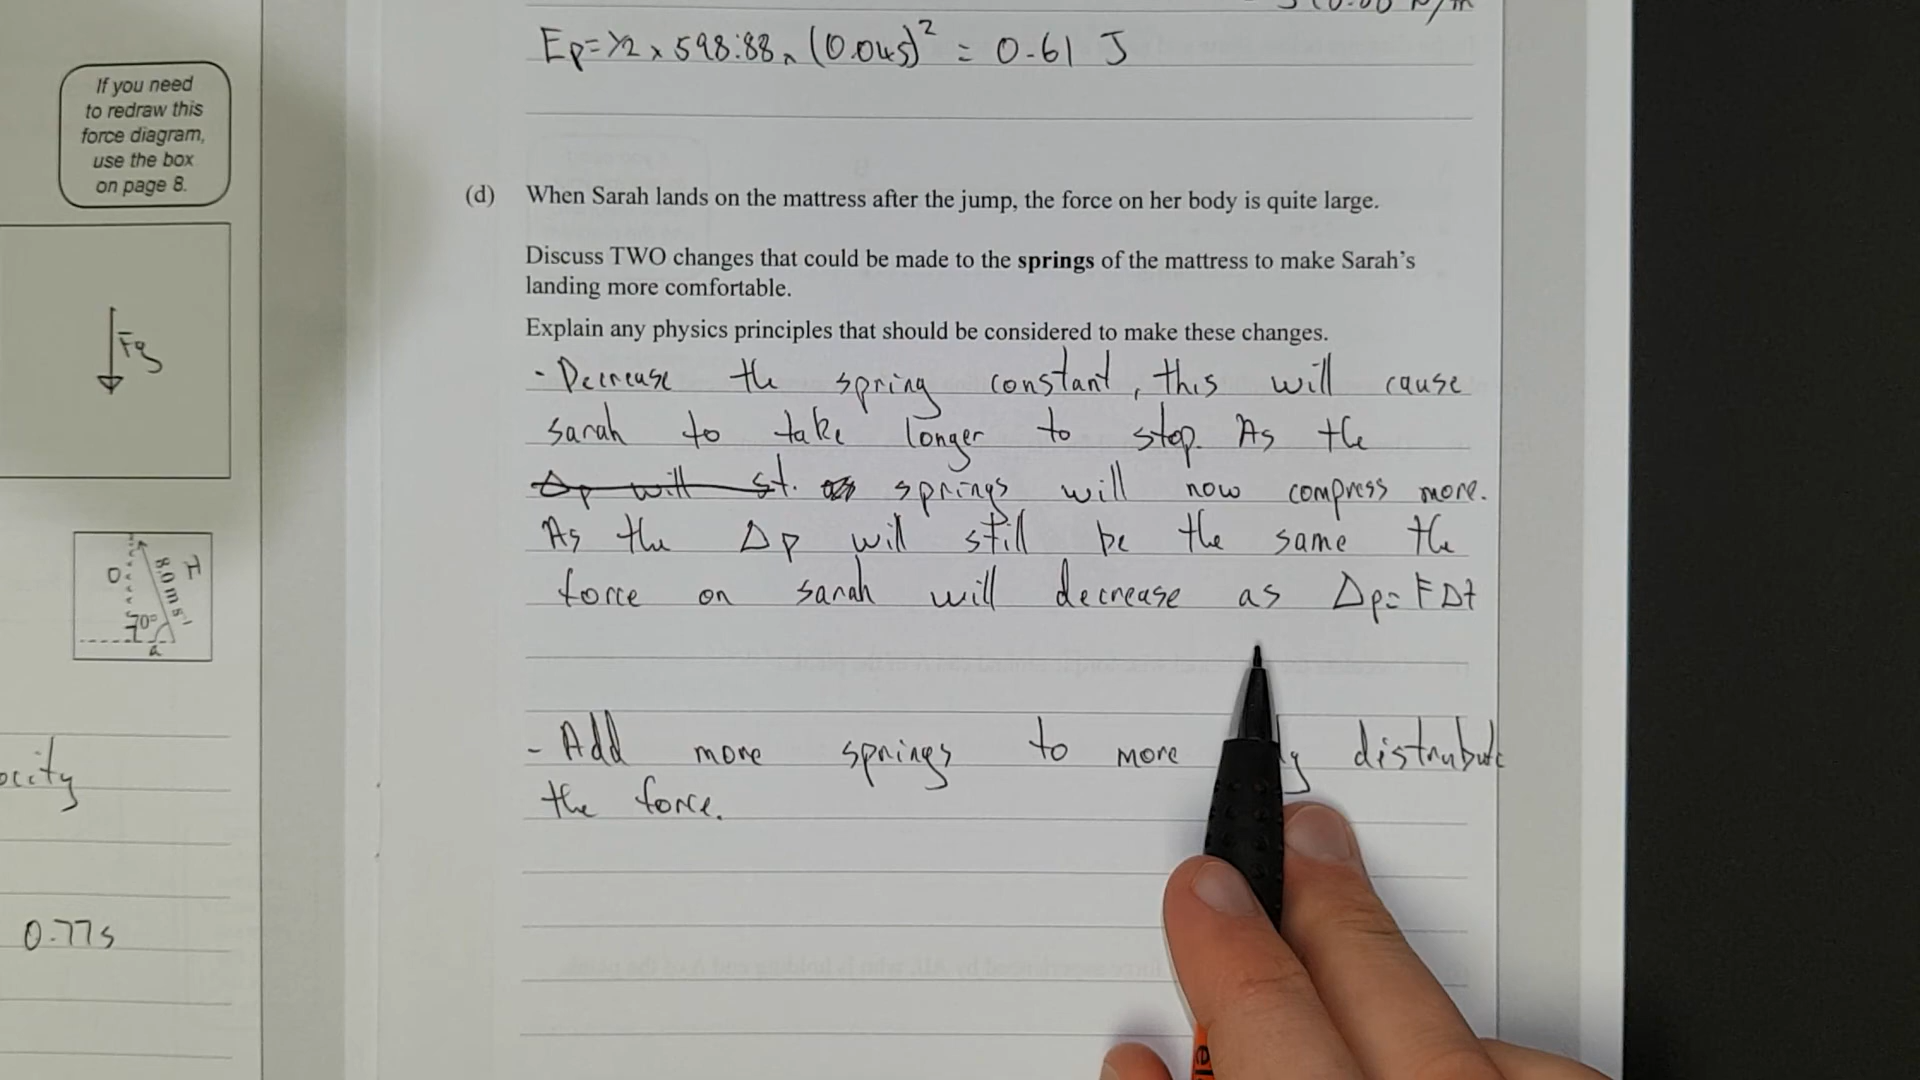 Ep=½ × 598.88 × (0.045)² = 0.61 J
If you need
to redraw this
force diagram,
use the box
on page 8.
(d) When Sarah lands on the mattress after the jump, the force on her body is quite large.
Discuss TWO changes that could be made to the springs of the mattress to make Sarah's
landing more comfortable.
Explain any physics principles that should be considered to make these changes.
- Decrease the spring constant, this will cause
sarah to take longer to stop. As the
Δp will st. springs will now compress more.
As the Δp will still be the same the
force on sarah will decrease as Δp=FΔt
- Add more springs to more distrubute
the force.
Fg
8.0 m s⁻¹
70°
ocity
0.77s